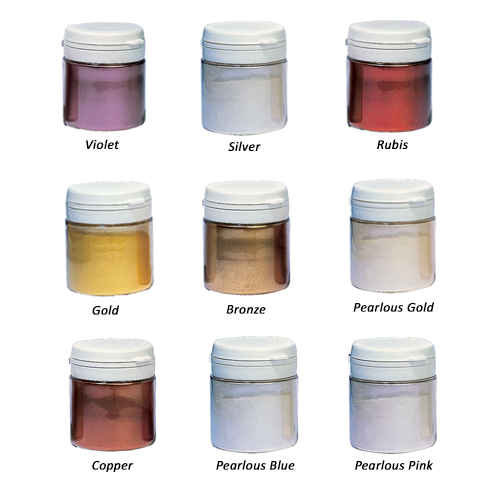 Violet
Silver
Rubis
Gold
Bronze
Pearlous Gold
Copper
Pearlous Blue
Pearlous Pink